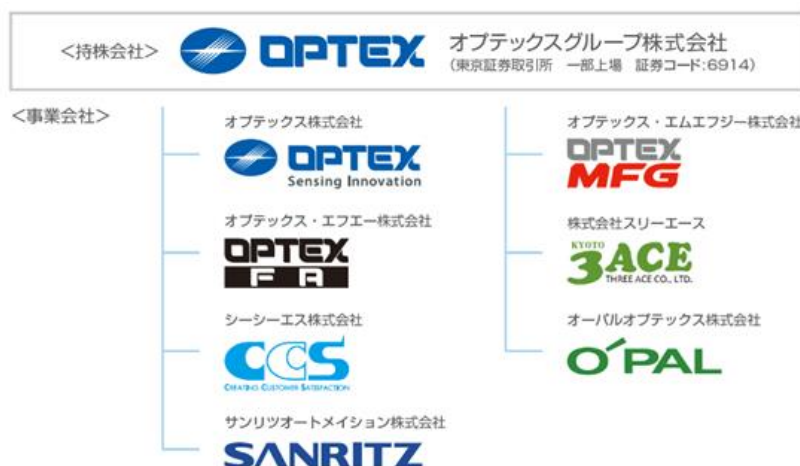 <持株会社>
OPTEX
オプテックスグループ株式会社
(東京証券取引所 一部上場 証券コード:6914)
<事業会社>
オプテックス株式会社
OPTEX
Sensing Innovation
オプテックス・エフエー株式会社
OPTEX
FA
シーシーエス株式会社
CCS
CREATING CUSTOMER SATISFACTION
サンリツオートメイション株式会社
SANRITZ
オプテックス・エムエフジー株式会社
OPTEX
MFG
株式会社スリーエース
KYOTO
3ACE
THREE ACE CO., LTD.
オーパルオプテックス株式会社
O'PAL